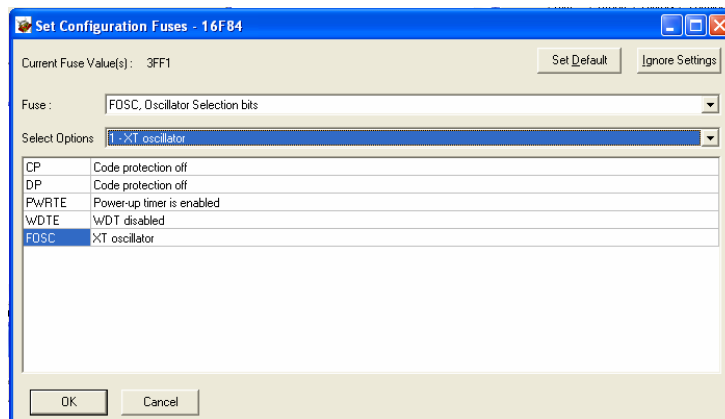 Set Configuration Fuses - 16F84
Current Fuse Value(s) : 3FF1
Set Default
Ignore Settings
Fuse :
FOSC, Oscillator Selection bits
Select Options
1 - XT oscillator
CP Code protection off
DP Code protection off
PWRTE Power-up timer is enabled
WDTE WDT disabled
FOSC XT oscillator
OK Cancel